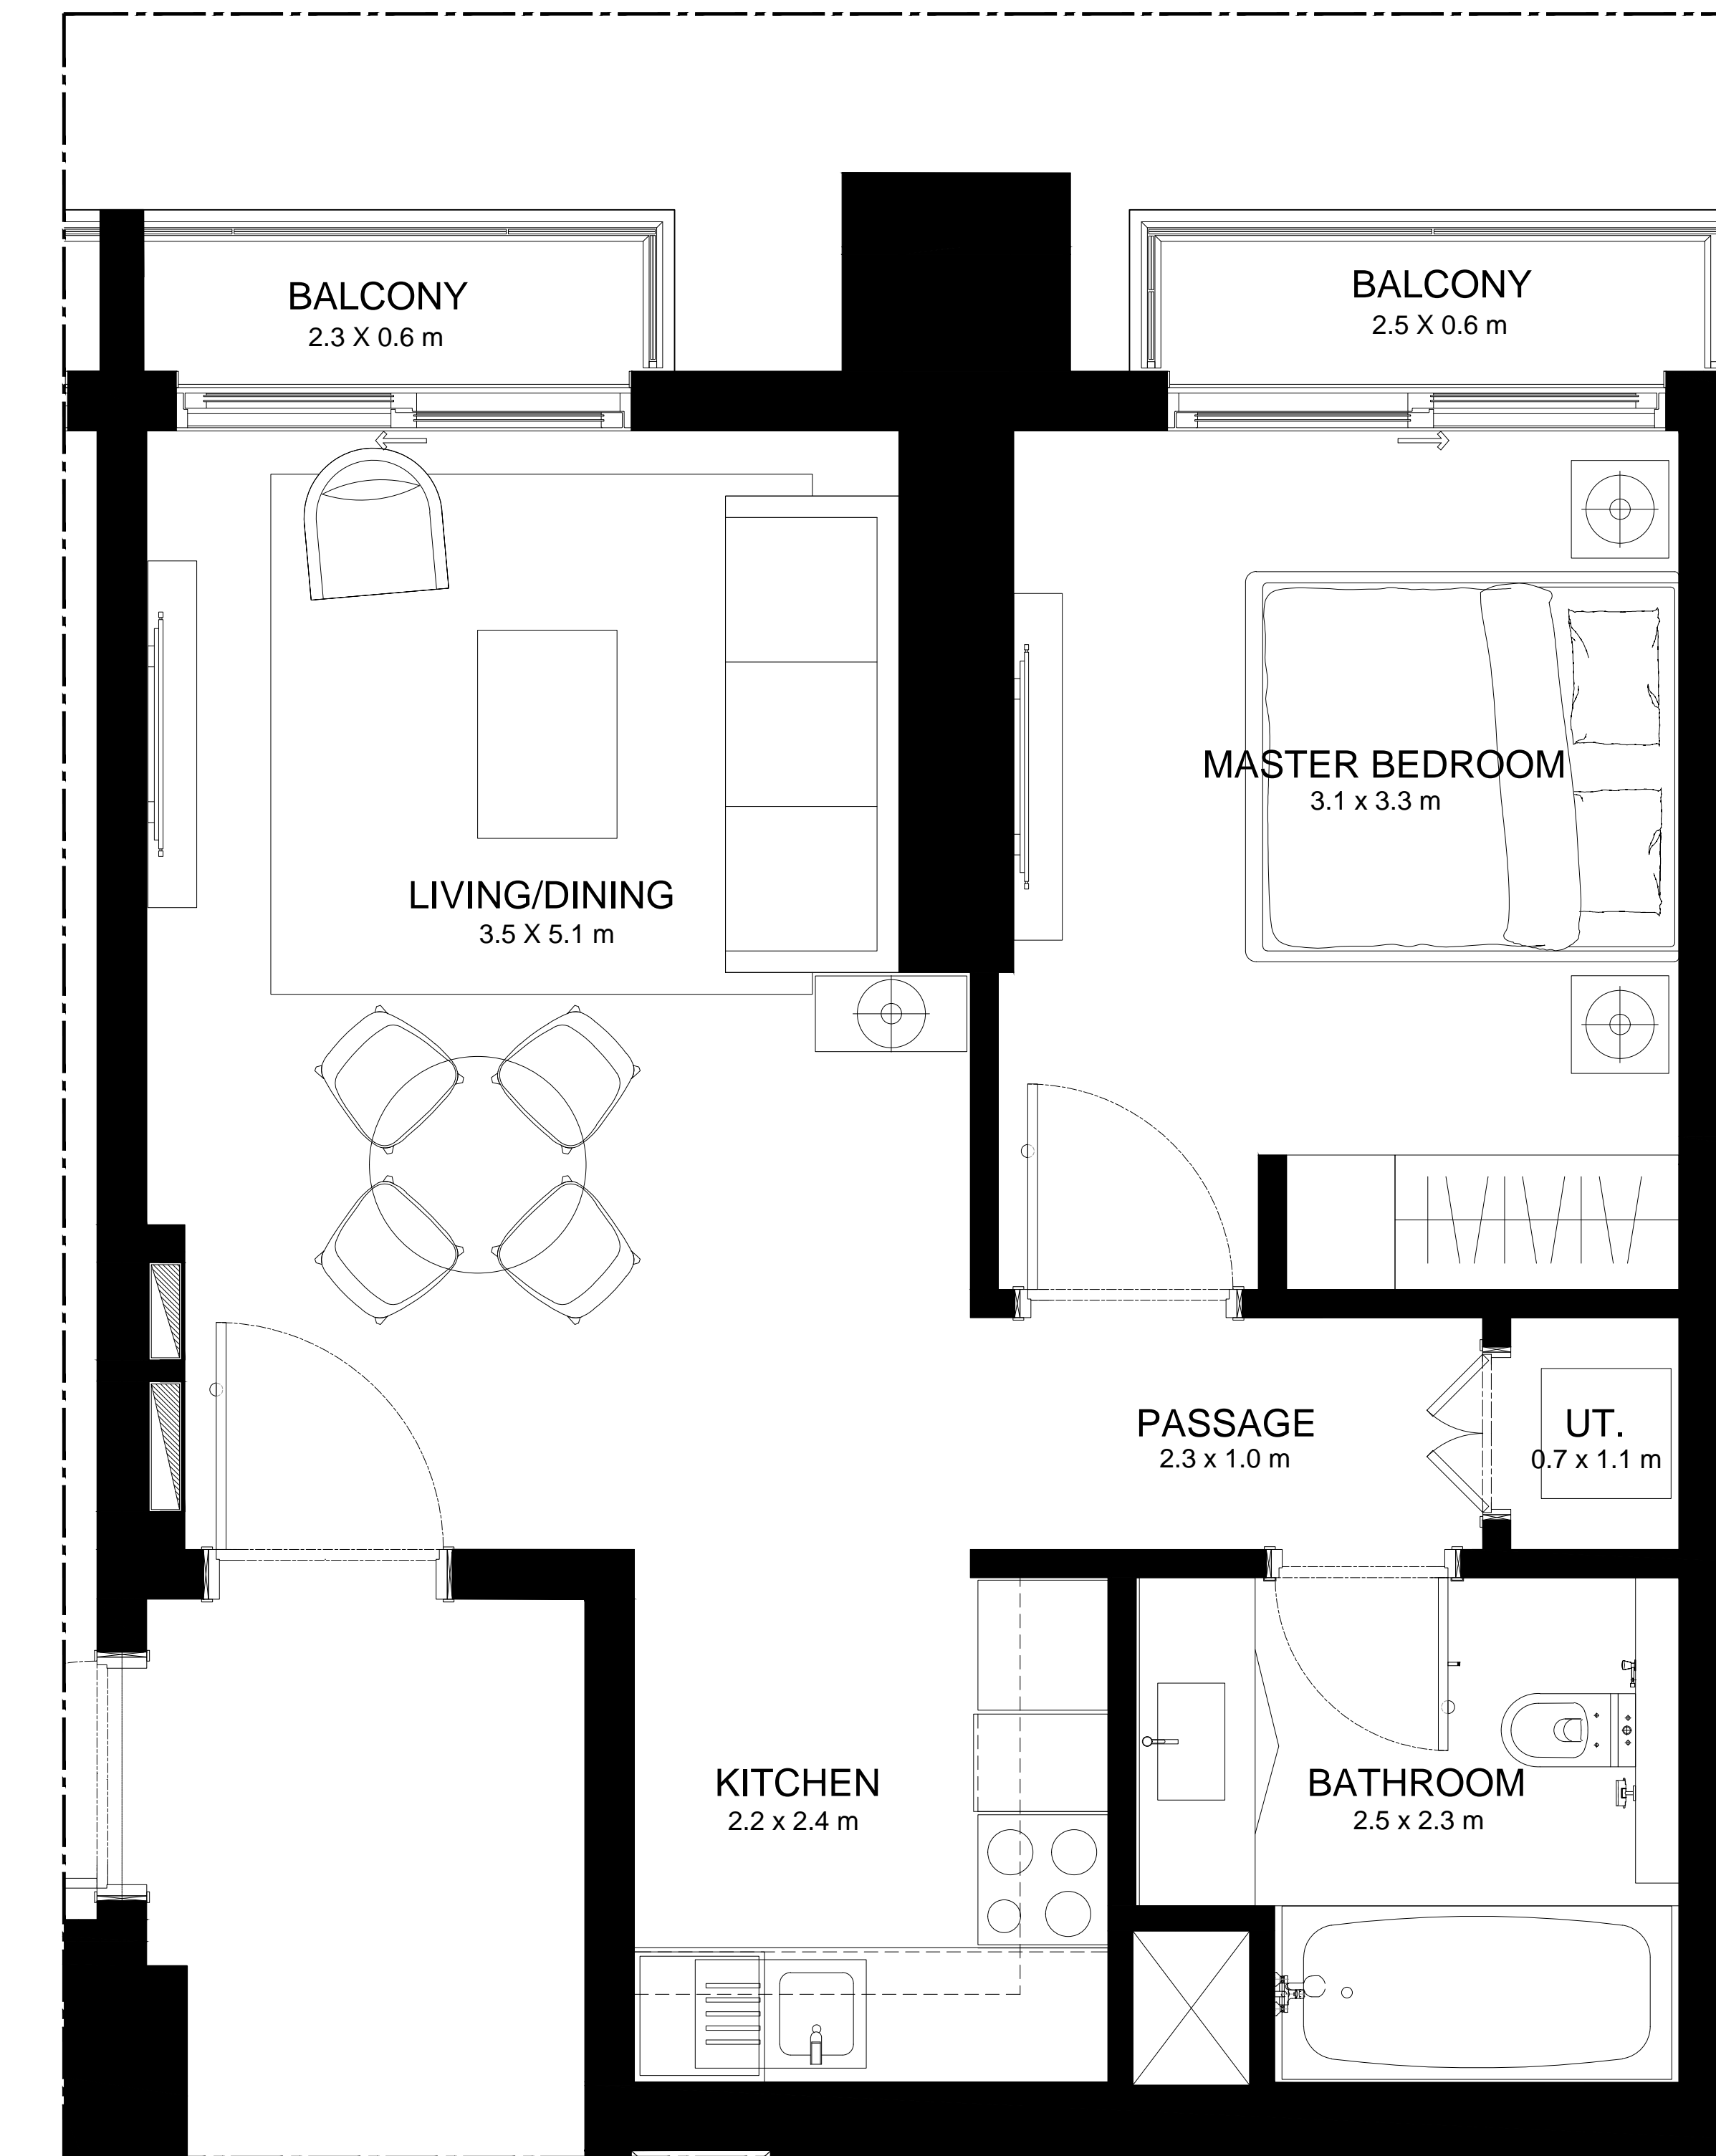 BALCONY
2.3 X 0.6 m
BALCONY
2.5 X 0.6 m
MASTER BEDROOM
3.1 x 3.3 m
LIVING/DINING
3.5 X 5.1 m
PASSAGE
2.3 x 1.0 m
UT.
0.7 x 1.1 m
KITCHEN
2.2 x 2.4 m
BATHROOM
2.5 x 2.3 m